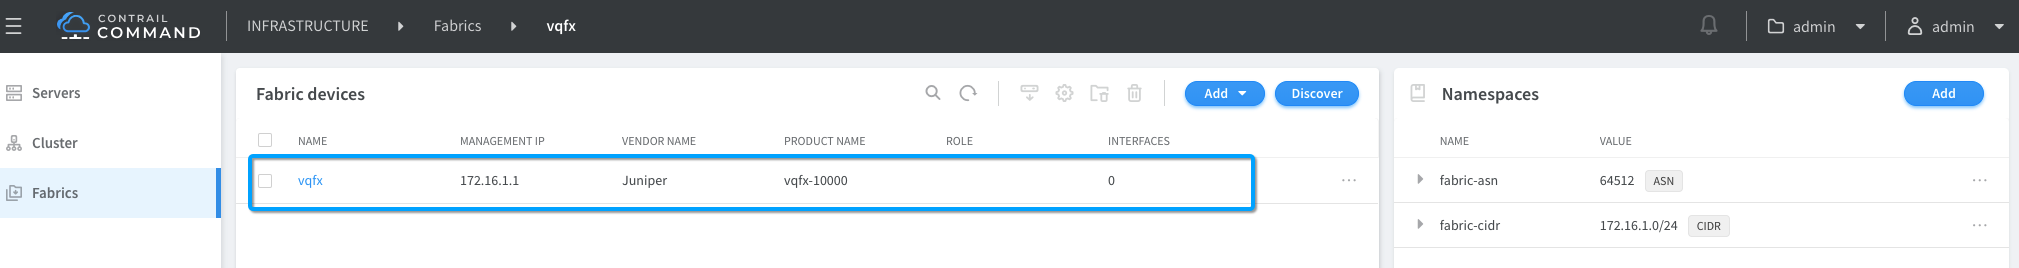 CONTRAIL
COMMAND
INFRASTRUCTURE Fabrics vqfx
admin admin
Servers
Cluster
Fabrics
Fabric devices
Add Discover
NAME MANAGEMENT IP VENDOR NAME PRODUCT NAME ROLE INTERFACES
vqfx 172.16.1.1 Juniper vqfx-10000 0
Namespaces
Add
NAME VALUE
fabric-asn 64512 ASN
fabric-cidr 172.16.1.0/24 CIDR